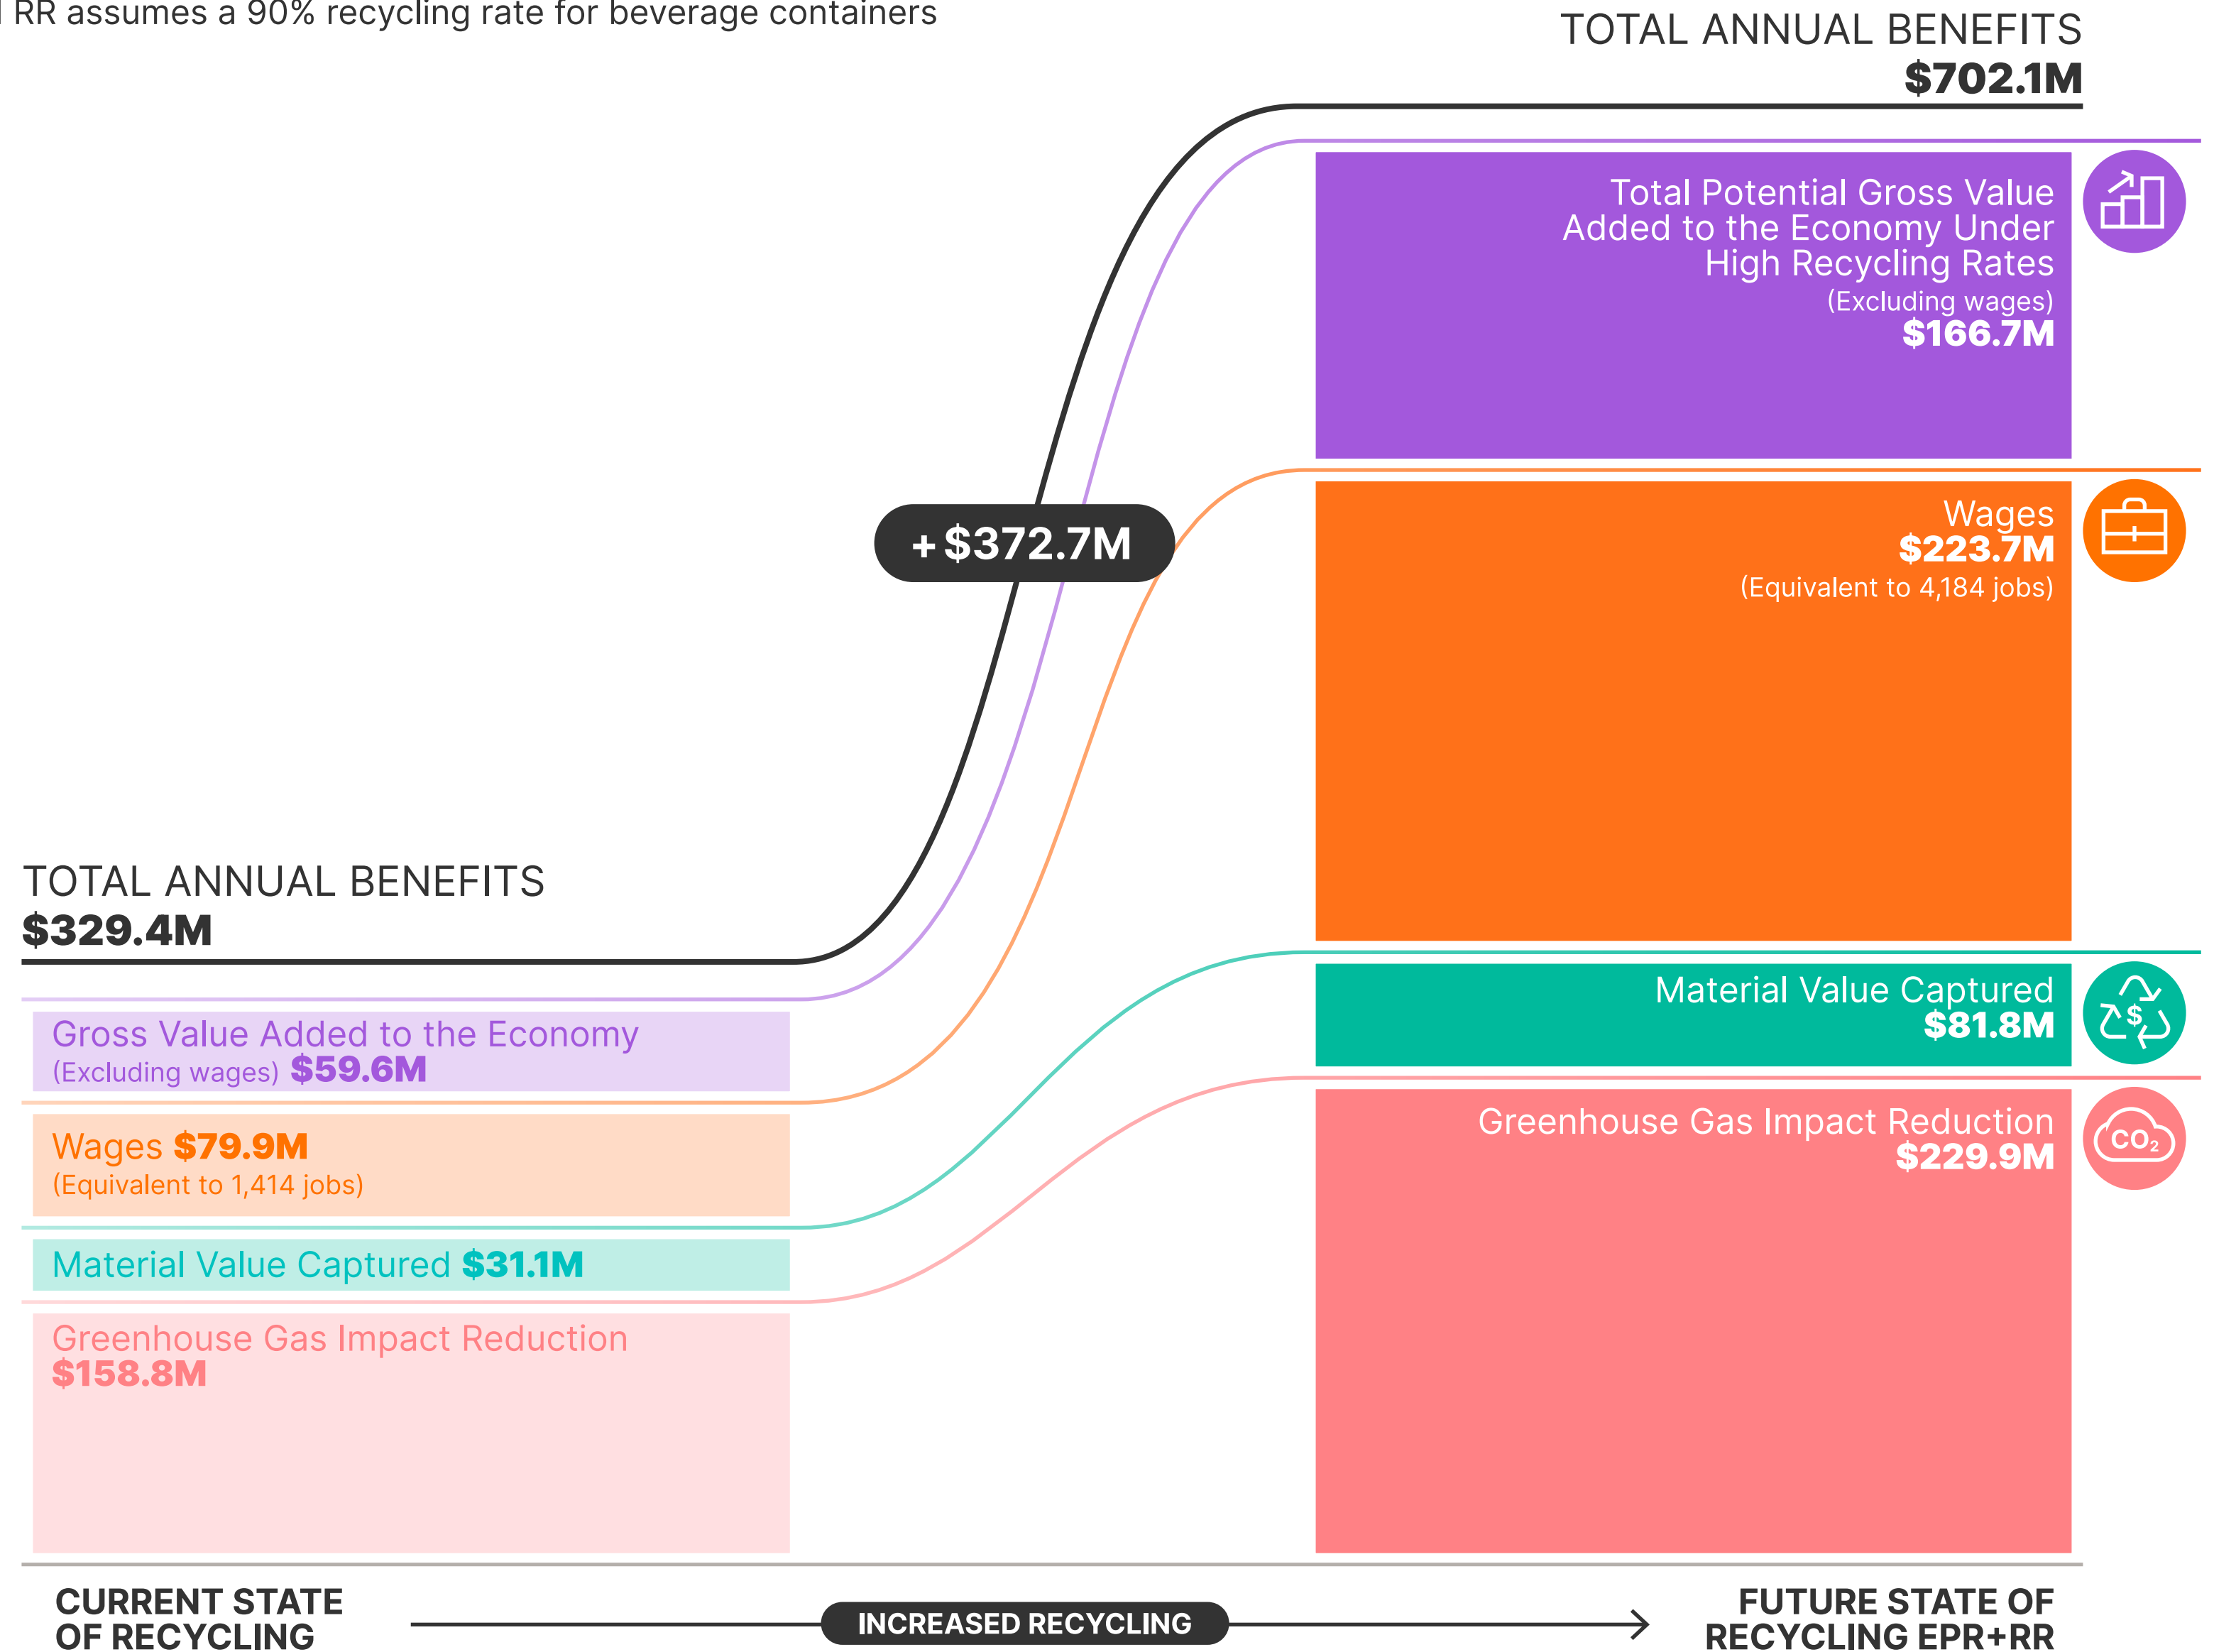 RR assumes a 90% recycling rate for beverage containers
TOTAL ANNUAL BENEFITS
$702.1M
Total Potential Gross Value
Added to the Economy Under
High Recycling Rates
(Excluding wages)
$166.7M
+$372.7M
Wages
$223.7M
(Equivalent to 4,184 jobs)
TOTAL ANNUAL BENEFITS
$329.4M
Gross Value Added to the Economy
(Excluding wages) $59.6M
Wages $79.9M
(Equivalent to 1,414 jobs)
Material Value Captured $31.1M
Greenhouse Gas Impact Reduction
$158.8M
Material Value Captured
$81.8M
$
Greenhouse Gas Impact Reduction
$229.9M
CO₂
CURRENT STATE
OF RECYCLING
INCREASED RECYCLING
FUTURE STATE OF
RECYCLING EPR+RR